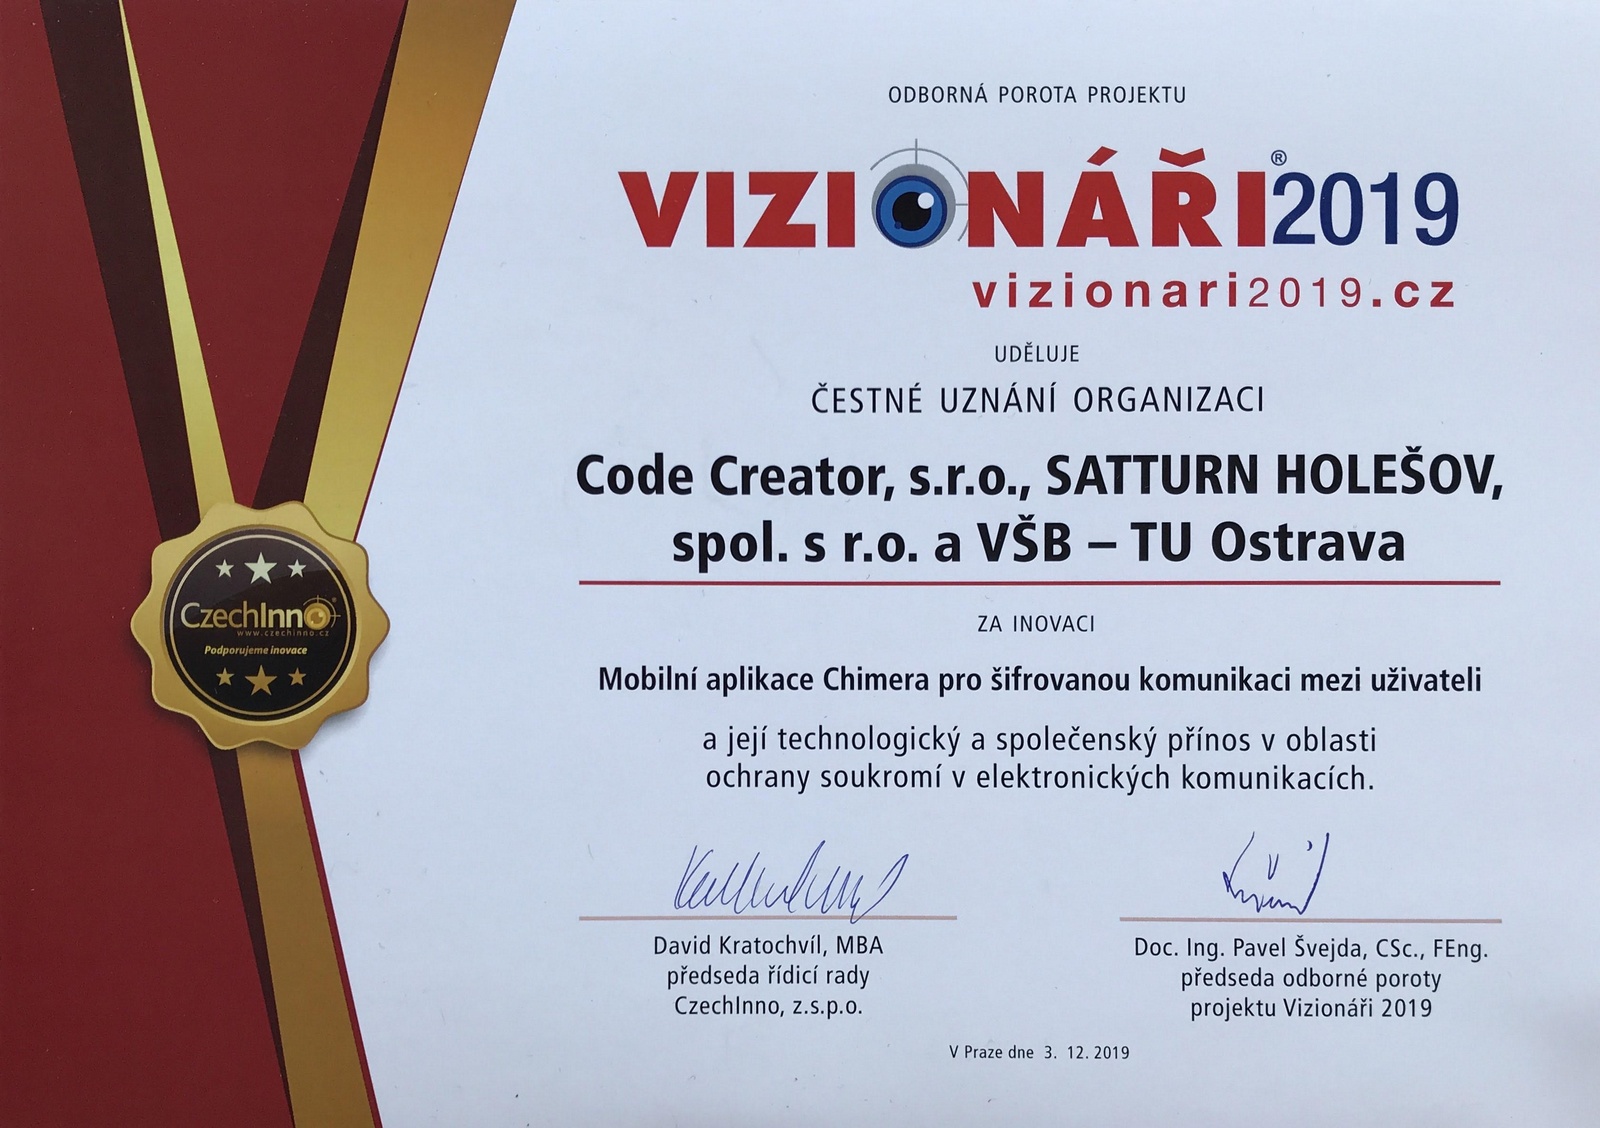 ODBORNÁ POROTA PROJEKTU
VIZIONÁŘI®2019
vizionari2019.cz
UDĚLUJE
ČESTNÉ UZNÁNÍ ORGANIZACI
Code Creator, s.r.o., SATTURN HOLEŠOV,
spol. s r.o. a VŠB – TU Ostrava
ZA INOVACI
Mobilní aplikace Chimera pro šifrovanou komunikaci mezi uživateli
a její technologický a společenský přínos v oblasti
ochrany soukromí v elektronických komunikacích.
David Kratochvíl, MBA
předseda řídicí rady
CzechInno, z.s.p.o.
Doc. Ing. Pavel Švejda, CSc., FEng.
předseda odborné poroty
projektu Vizionáři 2019
V Praze dne 3. 12. 2019
CzechInno®
www.czechinno.cz
Podporujeme inovace